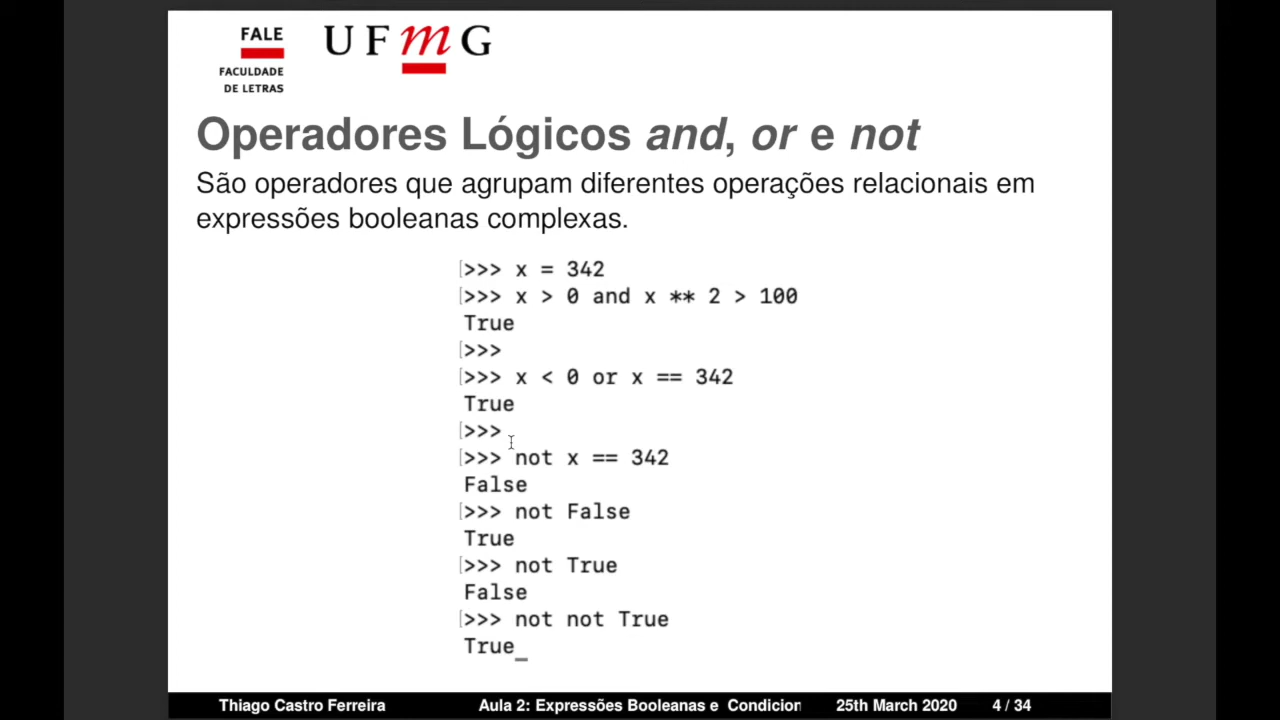 FALE
FACULDADE
DE LETRAS
UFmG
Operadores Lógicos and, or e not
São operadores que agrupam diferentes operações relacionais em
expressões booleanas complexas.
>>> x = 342
>>> x > 0 and x ** 2 > 100
True
>>>
>>> x < 0 or x == 342
True
>>>
>>> not x == 342
False
>>> not False
True
>>> not True
False
>>> not not True
True_
Thiago Castro Ferreira Aula 2: Expressões Booleanas e Condicion 25th March 2020 4 / 34